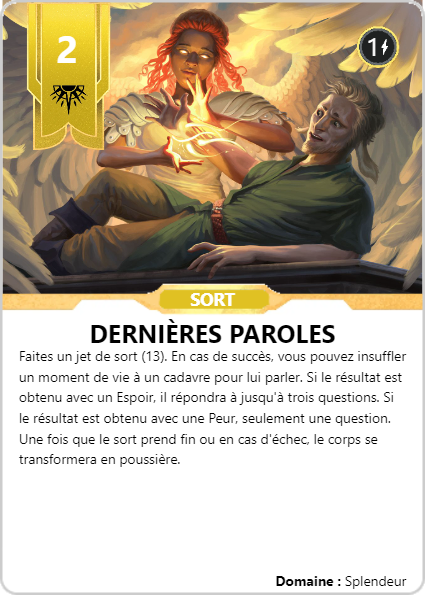 2
1
SORT
DERNIÈRES PAROLES
Faites un jet de sort (13). En cas de succès, vous pouvez insuffler
un moment de vie à un cadavre pour lui parler. Si le résultat est
obtenu avec un Espoir, il répondra à jusqu'à trois questions. Si
le résultat est obtenu avec une Peur, seulement une question.
Une fois que le sort prend fin ou en cas d'échec, le corps se
transformera en poussière.
Domaine : Splendeur